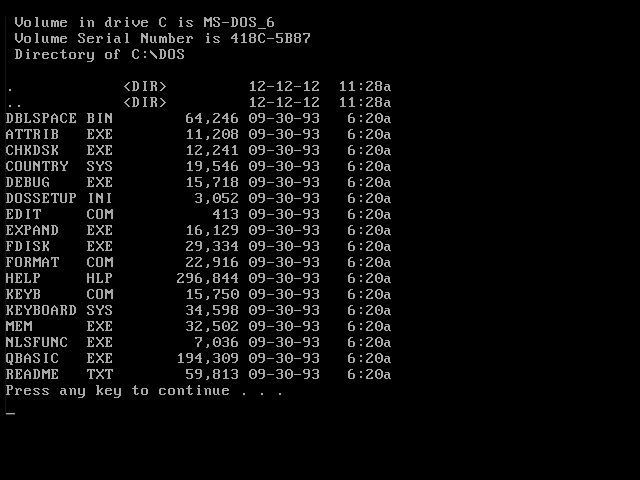 Volume in drive C is MS-DOS_6
Volume Serial Number is 418C-5B87
Directory of C:\DOS
. <DIR> 12-12-12 11:28a
.. <DIR> 12-12-12 11:28a
DBLSPACE BIN 64,246 09-30-93 6:20a
ATTRIB EXE 11,208 09-30-93 6:20a
CHKDSK EXE 12,241 09-30-93 6:20a
COUNTRY SYS 19,546 09-30-93 6:20a
DEBUG EXE 15,718 09-30-93 6:20a
DOSSETUP INI 3,052 09-30-93 6:20a
EDIT COM 413 09-30-93 6:20a
EXPAND EXE 16,129 09-30-93 6:20a
FDISK EXE 29,334 09-30-93 6:20a
FORMAT COM 22,916 09-30-93 6:20a
HELP HLP 296,844 09-30-93 6:20a
KEYB COM 15,750 09-30-93 6:20a
KEYBOARD SYS 34,598 09-30-93 6:20a
MEM EXE 32,502 09-30-93 6:20a
NLSFUNC EXE 7,036 09-30-93 6:20a
QBASIC EXE 194,309 09-30-93 6:20a
README TXT 59,813 09-30-93 6:20a
Press any key to continue . . .
_